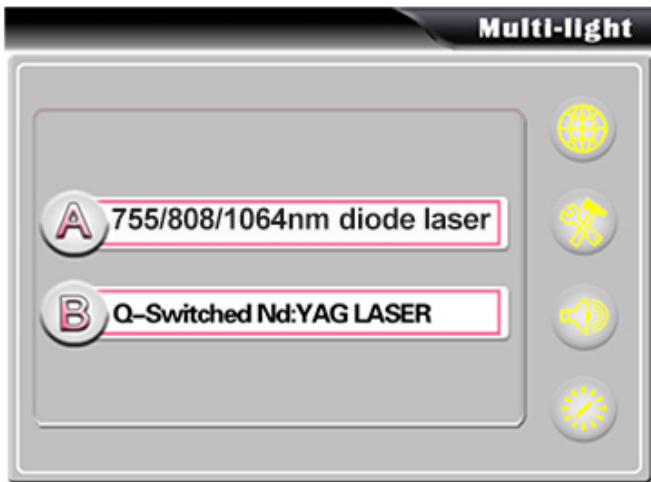 Multi-light
A 755/808/1064nm diode laser
B Q-Switched Nd:YAG LASER